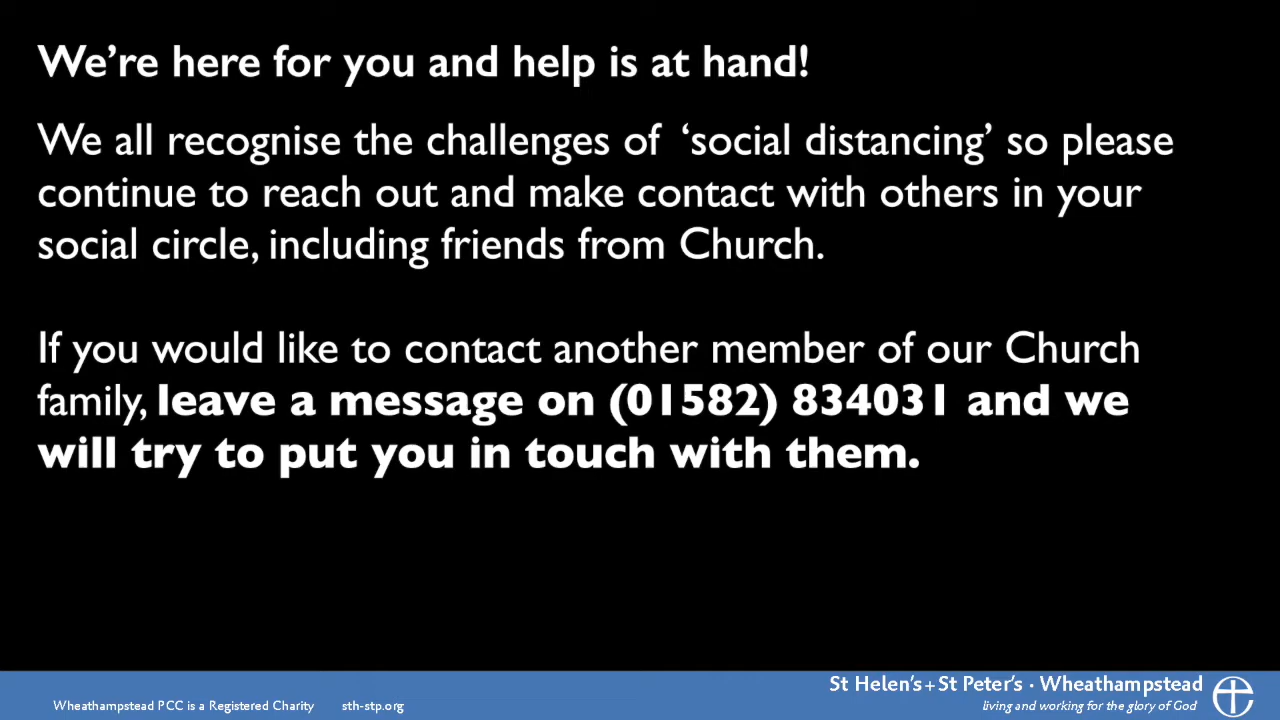 We're here for you and help is at hand!
We all recognise the challenges of ‘social distancing’ so please
continue to reach out and make contact with others in your
social circle, including friends from Church.
If you would like to contact another member of our Church
family, leave a message on (01582) 834031 and we
will try to put you in touch with them.
St Helen's+St Peter's · Wheathampstead
Wheathampstead PCC is a Registered Charity sth-stp.org
living and working for the glory of God